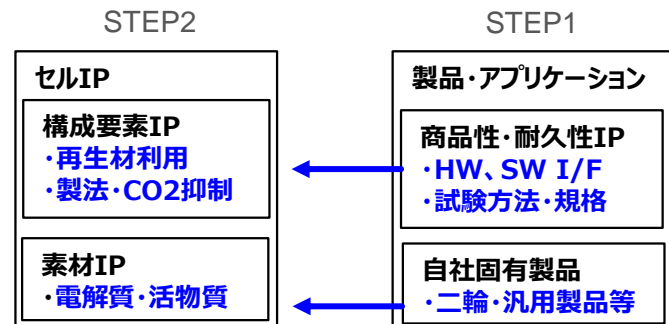 STEP2
STEP1
セルIP
構成要素IP
・再生材利用
・製法・CO2抑制
素材IP
・電解質・活物質
製品・アプリケーション
商品性・耐久性IP
・HW、SW I/F
・試験方法・規格
自社固有製品
・二輪・汎用製品等